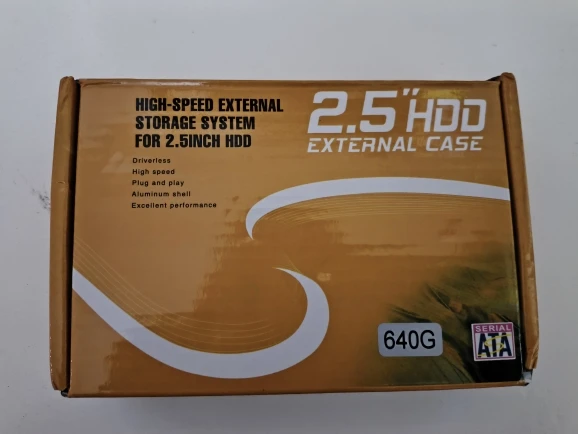 HIGH-SPEED EXTERNAL
STORAGE SYSTEM
FOR 2.5INCH HDD
Driverless
High speed
Plug and play
Aluminum shell
Excellent performance
2.5" HDD
EXTERNAL CASE
640G
SERIAL
ATA